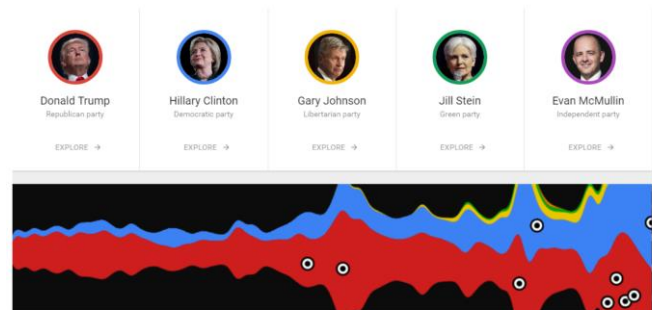 Donald Trump
Republican party
EXPLORE →
Hillary Clinton
Democratic party
EXPLORE →
Gary Johnson
Libertarian party
EXPLORE →
Jill Stein
Green party
EXPLORE →
Evan McMullin
Independent party
EXPLORE →